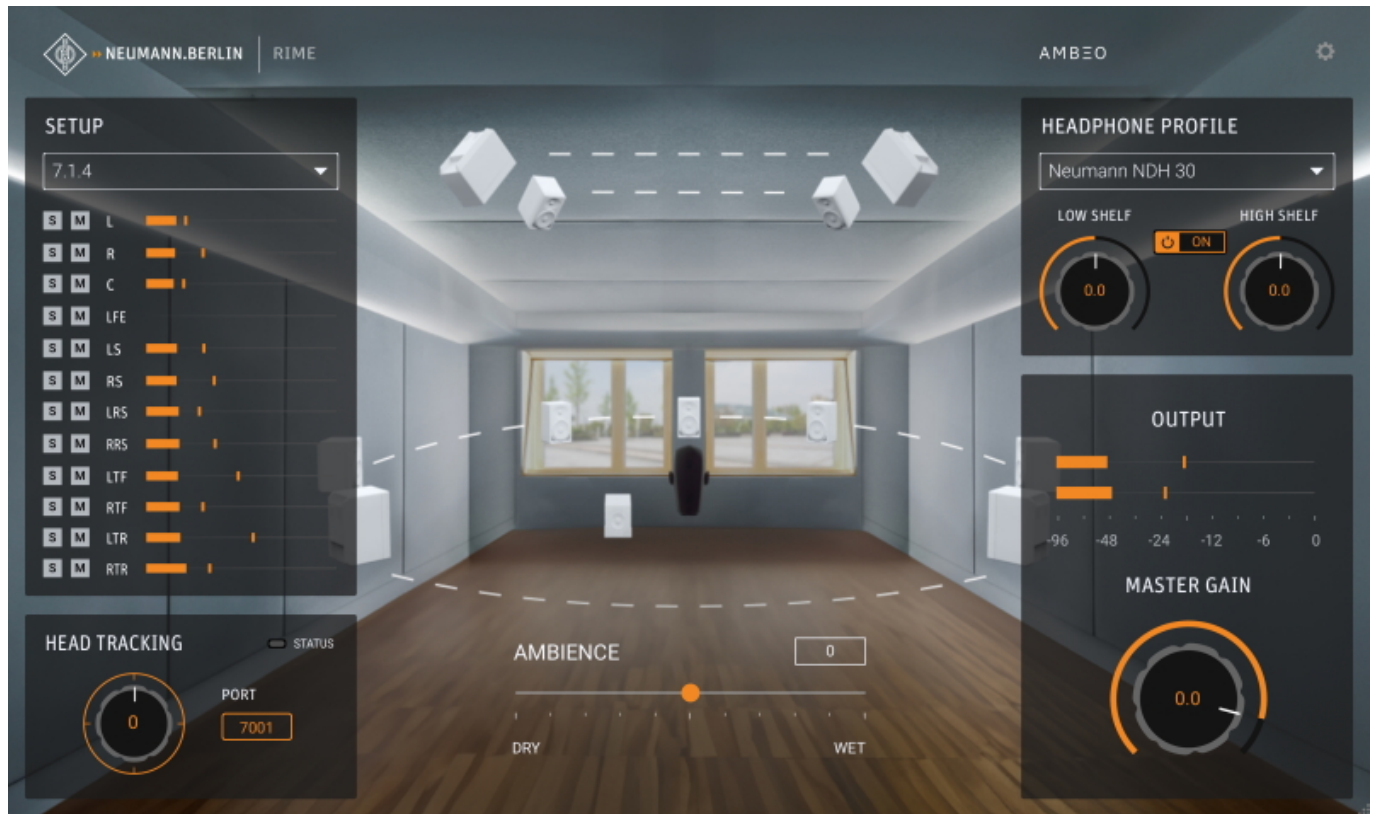 NEUMANN.BERLIN RIME
AMBEO
SETUP
7.1.4
S M L
S M R
S M C
S M LFE
S M LS
S M RS
S M LRS
S M RRS
S M LTF
S M RTF
S M LTR
S M RTR
HEAD TRACKING
STATUS
0
PORT
7001
AMBIENCE 0
DRY WET
HEADPHONE PROFILE
Neumann NDH 30
LOW SHELF HIGH SHELF
ON
0.0 0.0
OUTPUT
-96 -48 -24 -12 -6 0
MASTER GAIN
0.0